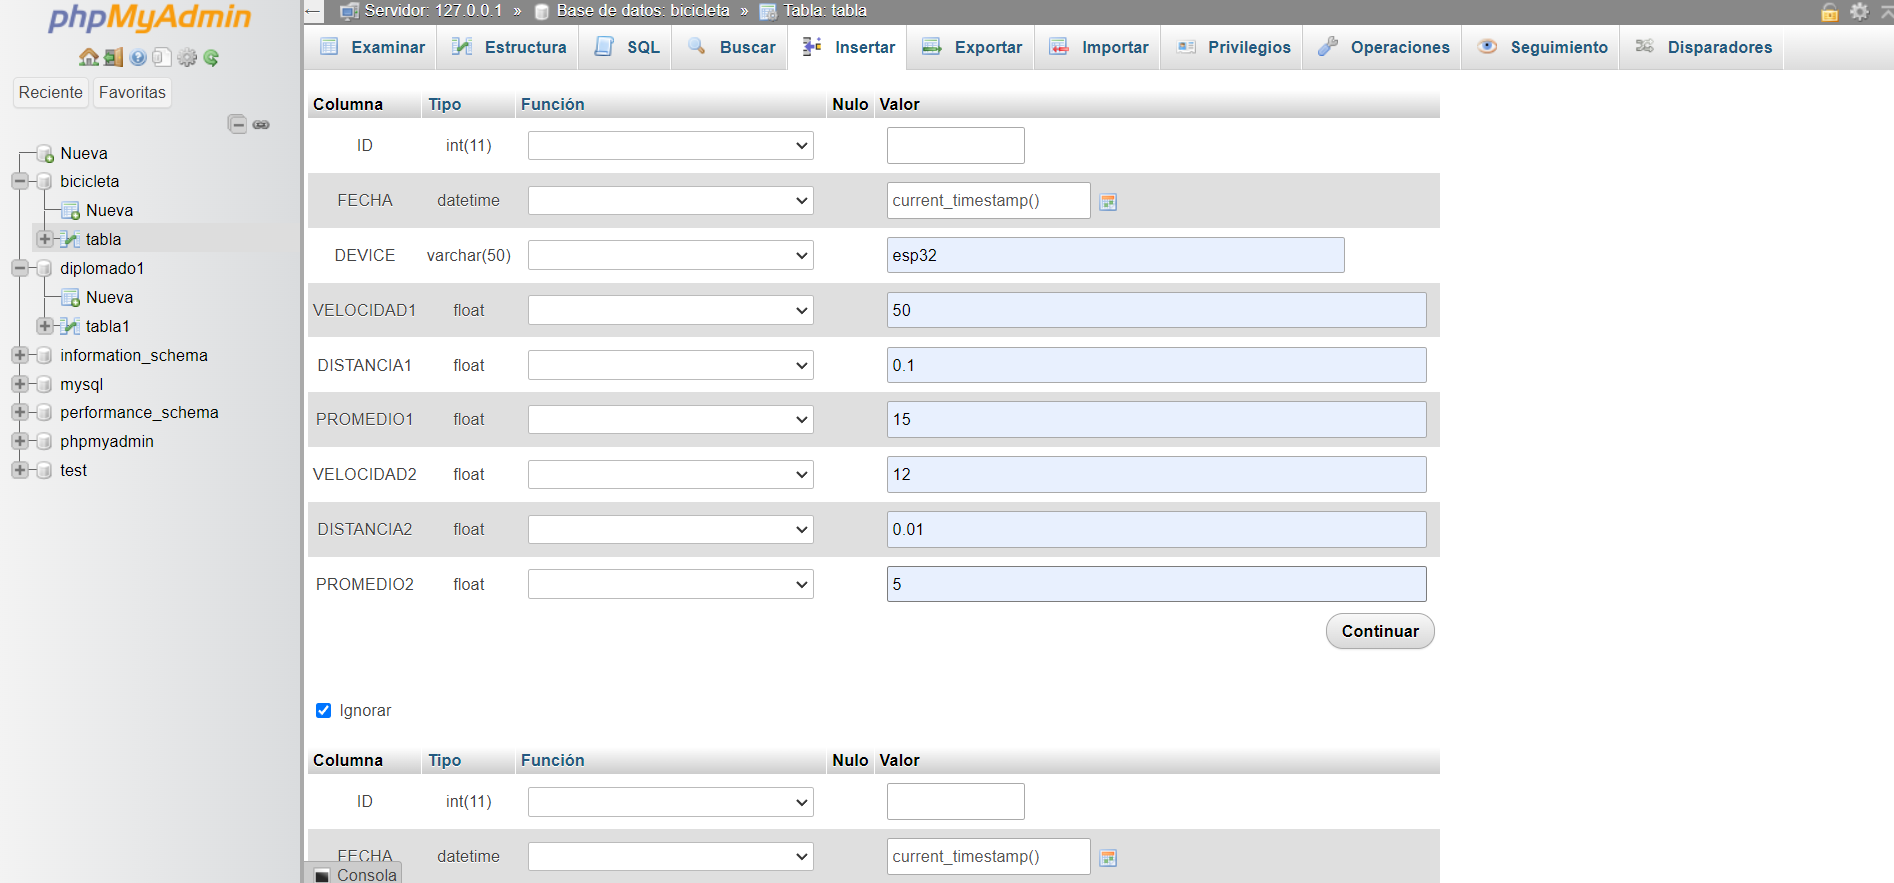 phpMyAdmin
Reciente Favoritas
Nueva
bicicleta
Nueva
tabla
diplomado1
Nueva
tabla1
information_schema
mysql
performance_schema
phpmyadmin
test
Servidor: 127.0.0.1 » Base de datos: bicicleta » Tabla: tabla
Examinar Estructura SQL Buscar Insertar Exportar Importar Privilegios Operaciones Seguimiento Disparadores
Columna Tipo Función Nulo Valor
ID int(11)
FECHA datetime current_timestamp()
DEVICE varchar(50) esp32
VELOCIDAD1 float 50
DISTANCIA1 float 0.1
PROMEDIO1 float 15
VELOCIDAD2 float 12
DISTANCIA2 float 0.01
PROMEDIO2 float 5
Continuar
Ignorar
Columna Tipo Función Nulo Valor
ID int(11)
FECHA datetime current_timestamp()
Consola